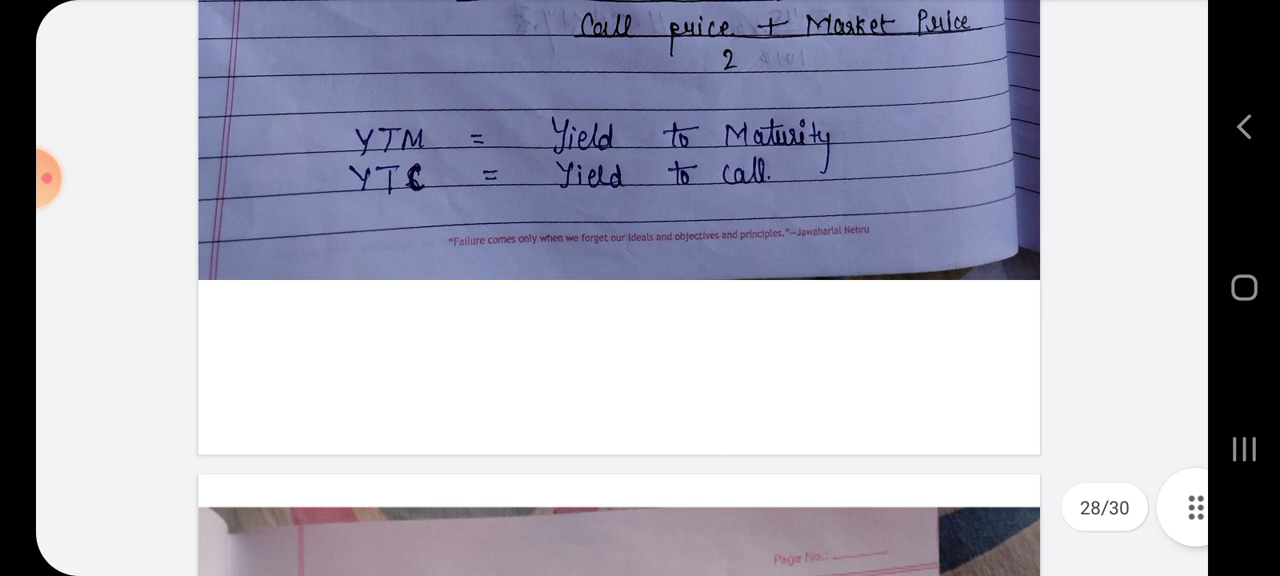 Call price + Market Price
2
YTM = Yield to Maturity
YTC = Yield to call.
"Failure comes only when we forget our ideals and objectives and principles."–Jawaharlal Nehru
28/30
Page No.: